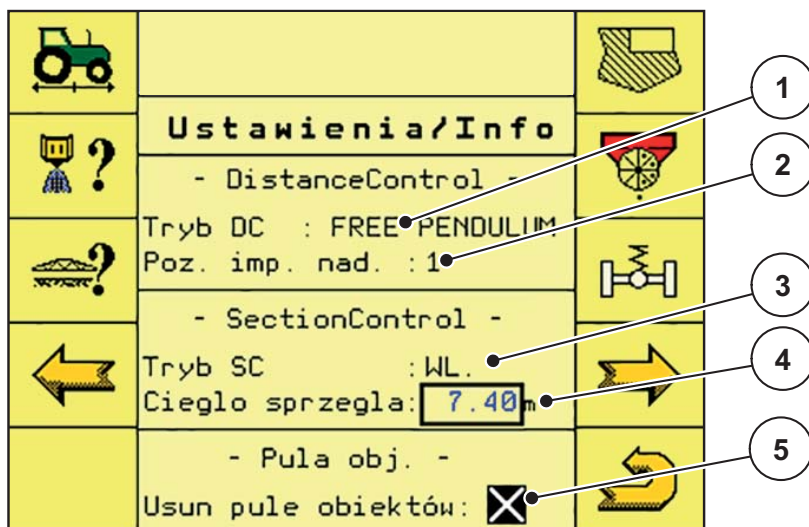 Ustawienia/Info
- DistanceControl -
Tryb DC : FREE PENDULUM
Poz. imp. nad. :1
- SectionControl -
Tryb SC :WL.
Cieglo sprzegla: 7.40m
- Pula obj. -
Usun pule obiektów:
?
?
1
2
3
4
5